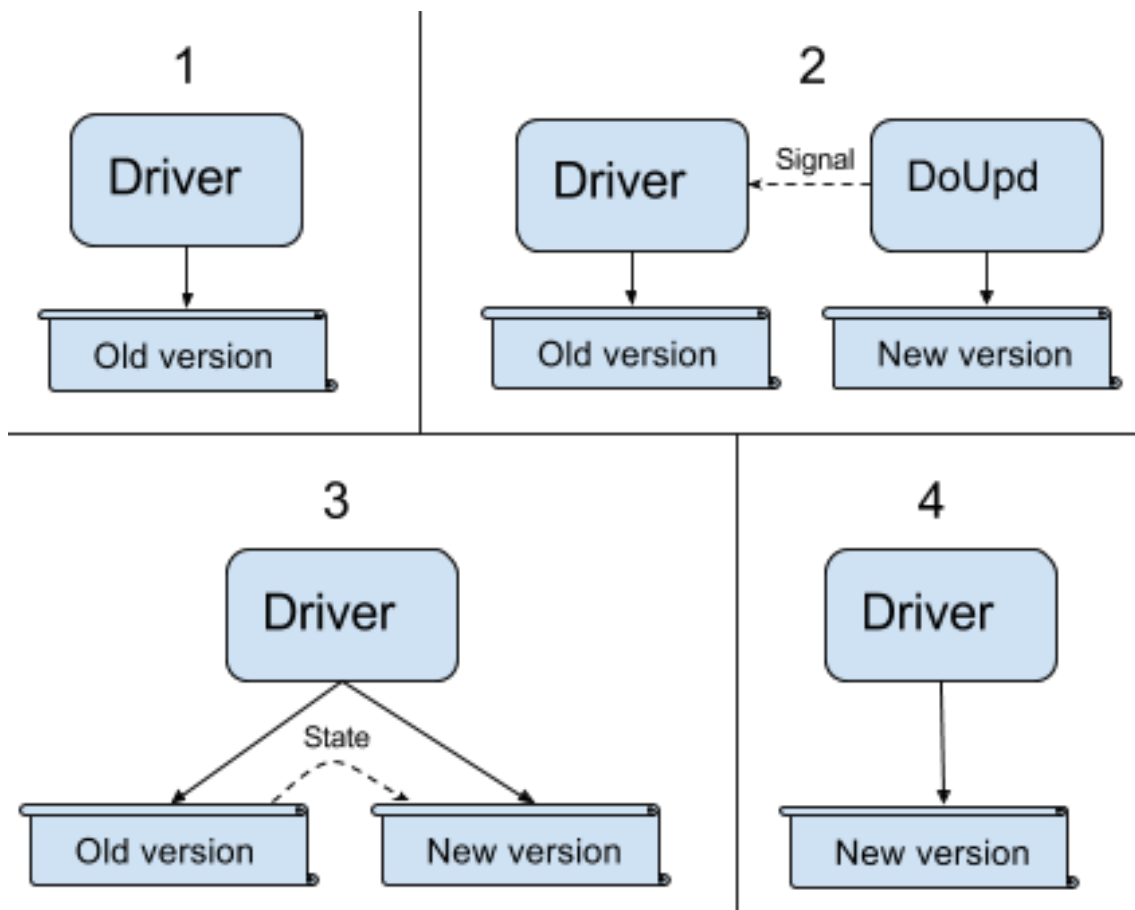 1
Driver
Old version
2
Driver
Signal
DoUpd
Old version
New version
3
Driver
State
Old version
New version
4
Driver
New version